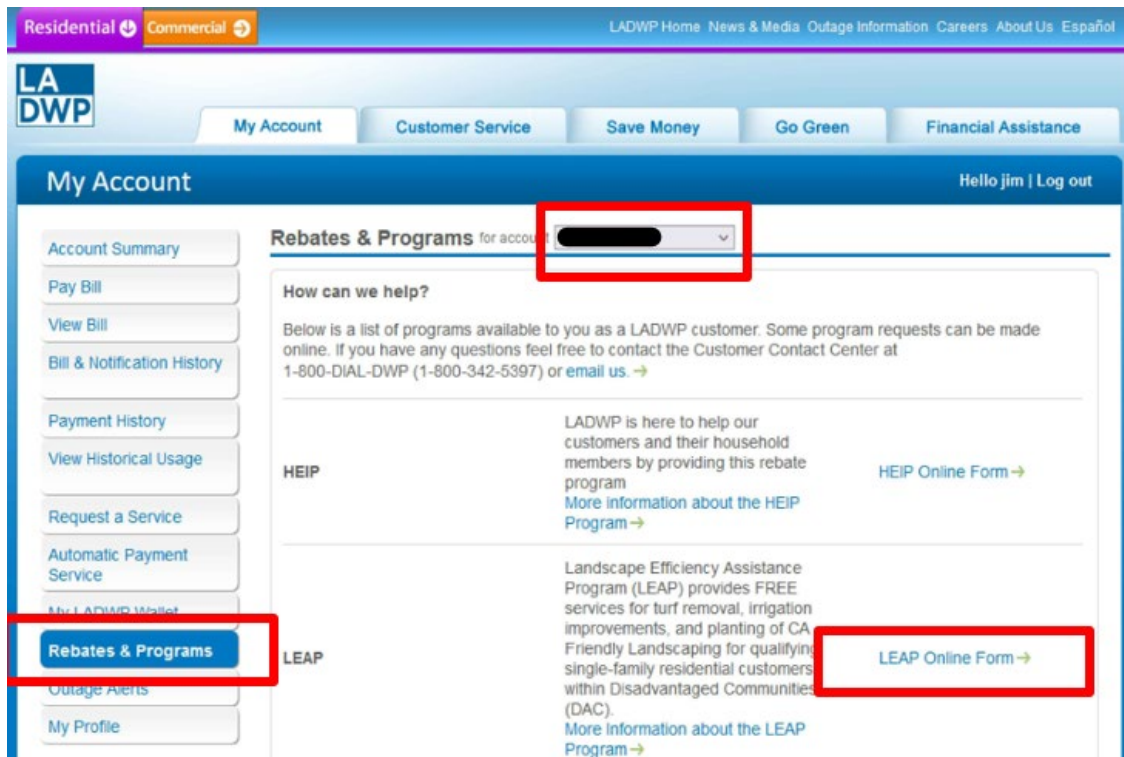 Residential Commercial
LADWP Home News & Media Outage Information Careers About Us Español
LA
DWP
My Account Customer Service Save Money Go Green Financial Assistance
My Account
Hello jim | Log out
Account Summary
Pay Bill
View Bill
Bill & Notification History
Payment History
View Historical Usage
Request a Service
Automatic Payment
Service
My LADWP Wallet
Rebates & Programs
Outage Alerts
My Profile
Rebates & Programs for account
How can we help?
Below is a list of programs available to you as a LADWP customer. Some program requests can be made
online. If you have any questions feel free to contact the Customer Contact Center at
1-800-DIAL-DWP (1-800-342-5397) or email us. →
HEIP
LADWP is here to help our
customers and their household
members by providing this rebate
program
More information about the HEIP
Program →
HEIP Online Form →
LEAP
Landscape Efficiency Assistance
Program (LEAP) provides FREE
services for turf removal, irrigation
improvements, and planting of CA
Friendly Landscaping for qualifying
single-family residential customers
within Disadvantaged Communities
(DAC).
More information about the LEAP
Program →
LEAP Online Form →